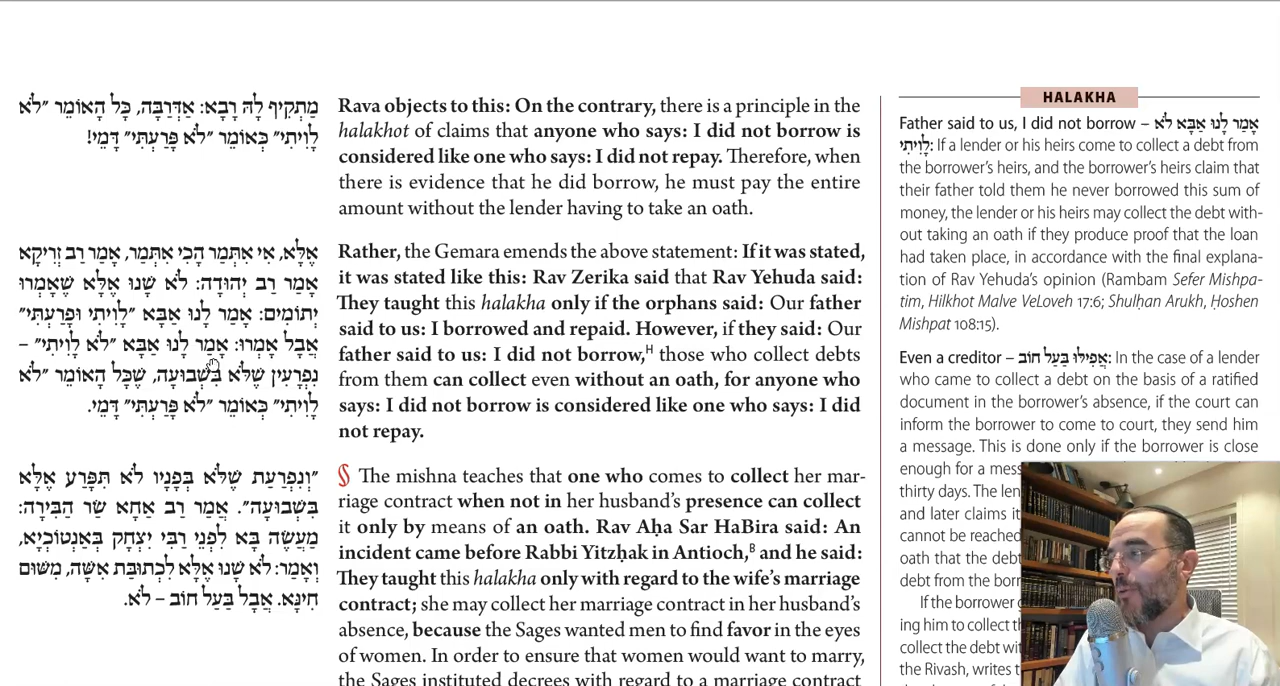 מַתְקִיף לָהּ רָבָא: אַדְּרַבָּה, כׇּל הָאוֹמֵר ״לֹא
לָוִיתִי״ כְּאוֹמֵר ״לֹא פָּרַעְתִּי״ דָּמֵי!
אֶלָּא, אִי אִתְּמַר הָכִי אִתְּמַר, אָמַר רַב זְרִיקָא
אָמַר רַב יְהוּדָה: לֹא שָׁנוּ אֶלָּא שֶׁאָמְרוּ
יְתוֹמִים: אָמַר לָנוּ אַבָּא ״לָוִיתִי וּפָרַעְתִּי״
אֲבָל אָמְרוּ: אָמַר לָנוּ אַבָּא ״לֹא לָוִיתִי״ –
נִפְרָעִין שֶׁלֹּא בִּשְׁבוּעָה, שֶׁכׇּל הָאוֹמֵר ״לֹא
לָוִיתִי״ כְּאוֹמֵר ״לֹא פָּרַעְתִּי״ דָּמֵי.
״וְנִפְרַעַת שֶׁלֹּא בְּפָנָיו לֹא תִּפָּרַע אֶלָּא
בִּשְׁבוּעָה״. אֲמַר רַב אַחָא שַׂר הַבִּירָה:
מַעֲשֶׂה בָּא לִפְנֵי רַבִּי יִצְחָק בְּאַנְטוֹכְיָא,
וְאָמַר: לֹא שָׁנוּ אֶלָּא לִכְתוּבַּת אִשָּׁה, מִשּׁוּם
חִינָּא. אֲבָל בַּעַל חוֹב – לֹא.
Rava objects to this: On the contrary, there is a principle in the
halakhot of claims that anyone who says: I did not borrow is
considered like one who says: I did not repay. Therefore, when
there is evidence that he did borrow, he must pay the entire
amount without the lender having to take an oath.
Rather, the Gemara emends the above statement: If it was stated,
it was stated like this: Rav Zerika said that Rav Yehuda said:
They taught this halakha only if the orphans said: Our father
said to us: I borrowed and repaid. However, if they said: Our
father said to us: I did not borrow,H those who collect debts
from them can collect even without an oath, for anyone who
says: I did not borrow is considered like one who says: I did
not repay.
§ The mishna teaches that one who comes to collect her mar-
riage contract when not in her husband's presence can collect
it only by means of an oath. Rav Aḥa Sar HaBira said: An
incident came before Rabbi Yitzḥak in Antioch,B and he said:
They taught this halakha only with regard to the wife's marriage
contract; she may collect her marriage contract in her husband's
absence, because the Sages wanted men to find favor in the eyes
of women. In order to ensure that women would want to marry,
the Sages instituted decrees with regard to a marriage contract
HALAKHA
Father said to us, I did not borrow – אָמַר לָנוּ אַבָּא לֹא
לָוִיתִי: If a lender or his heirs come to collect a debt from
the borrower's heirs, and the borrower's heirs claim that
their father told them he never borrowed this sum of
money, the lender or his heirs may collect the debt with-
out taking an oath if they produce proof that the loan
had taken place, in accordance with the final explana-
tion of Rav Yehuda's opinion (Rambam Sefer Mishpa-
tim, Hilkhot Malve VeLoveh 17:6; Shulḥan Arukh, Ḥoshen
Mishpat 108:15).
Even a creditor – אֲפִילּוּ בַּעַל חוֹב: In the case of a lender
who came to collect a debt on the basis of a ratified
document in the borrower's absence, if the court can
inform the borrower to come to court, they send him
a message. This is done only if the borrower is close
enough for a mess
thirty days. The len
and later claims it
cannot be reached
oath that the debt
debt from the borr
If the borrower
ing him to collect th
collect the debt wit
the Rivash, writes t